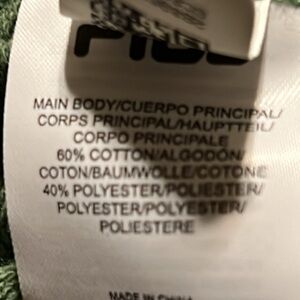 MAIN BODY/CUERPO PRINCIPAL/
CORPS PRINCIPAL/HAUPTTEIL/
CORPO PRINCIPALE
60% COTTON/ALGODÓN/
COTON/BAUMWOLLE/COTONE
40% POLYESTER/POLIESTER/
POLYESTER/POLYESTER/
POLIESTERE
MADE IN CHINA